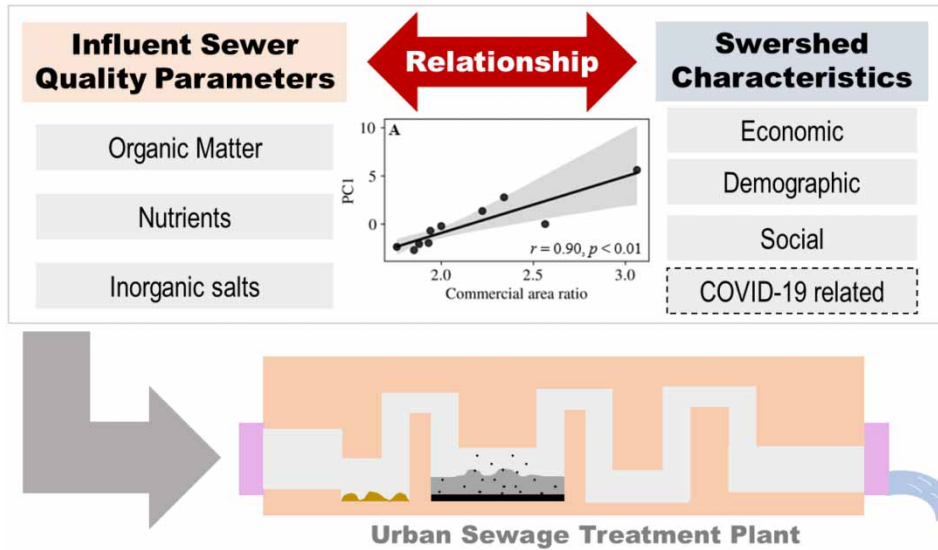 Influent Sewer
Quality Parameters
Organic Matter
Nutrients
Inorganic salts
Relationship
A
10
5
0
PC1
r = 0.90, p < 0.01
2.0 2.5 3.0
Commercial area ratio
Swershed
Characteristics
Economic
Demographic
Social
COVID-19 related
Urban Sewage Treatment Plant